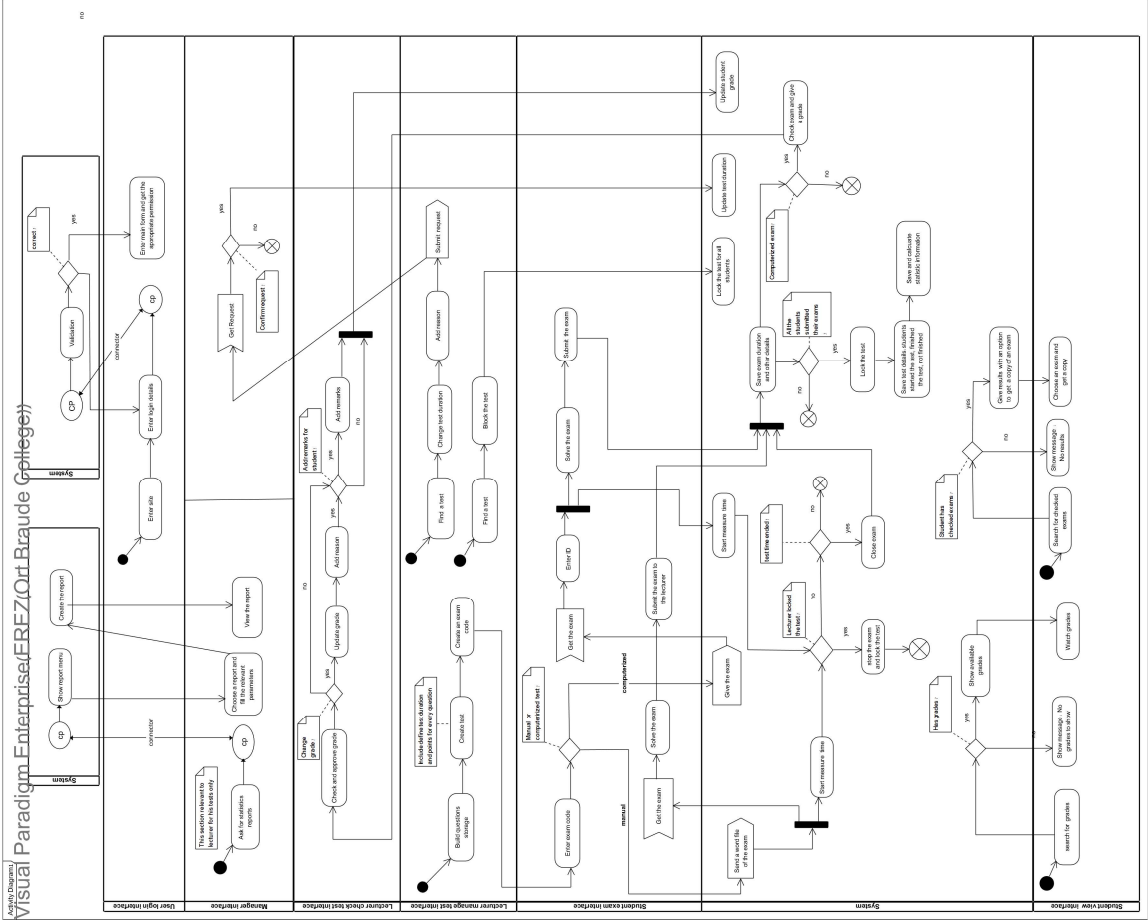 Activity Diagram1
Visual Paradigm Enterprise(EREZ(Ort Braude College))
no
System
cp
Show report menu
Create the report
connector
System
CP
Validation
correct?
yes
connector
User login interface
Enter site
Enter login details
cp
Enter main form and get the
appropriate permission
Manager interface
This section relevant to
lecturer for his tests only
Ask for statistics
reports
cp
Choose a report and
fill the relevant
parameters
View the report
Get Request
Confirm request?
yes
no
Lecturer check test interface
Check and approve grade
Change
grade?
yes
no
Update grade
Add reason
yes
Add remarks for
student?
yes
no
Add remarks
Lecturer manage test interface
Build questions
storage
Create test
Include define tes duration
and points for every question
Create an exam
code
Find a test
Change test duration
Add reason
Submit request
Find a test
Block the test
Student exam interface
Enter exam code
Manual or
computerized test?
manual
computerized
Get the exam
Enter ID
Solve the exam
Submit the exam
Get the exam
Solve the exam
Submit the exam to
the lecturer
System
Send a word file
of the exam
Give the exam
Start measure time
Start measure time
Lecturer locked
the test?
no
yes
stop the exam
and lock the test
test time ended?
no
yes
Close exam
Save exam duration
and other details
All the
students
submitted
their exams
?
no
yes
Lock the test
Save test details:students
started the test, finished
the test, not finished
Save and calculate
statistic information
Computerized exam?
yes
no
Check exam and give
a grade
Lock the test for all
students
Update test duration
Update student
grade
Has grades?
yes
no
Show available
grades
Student has
checked exams?
yes
no
Give results with an option
to get a copy of an exam
Student view interface
search for grades
Show message: No
grades to show
Watch grades
Search for checked
exams
Show message :
No results
Choose an exam and
get a copy